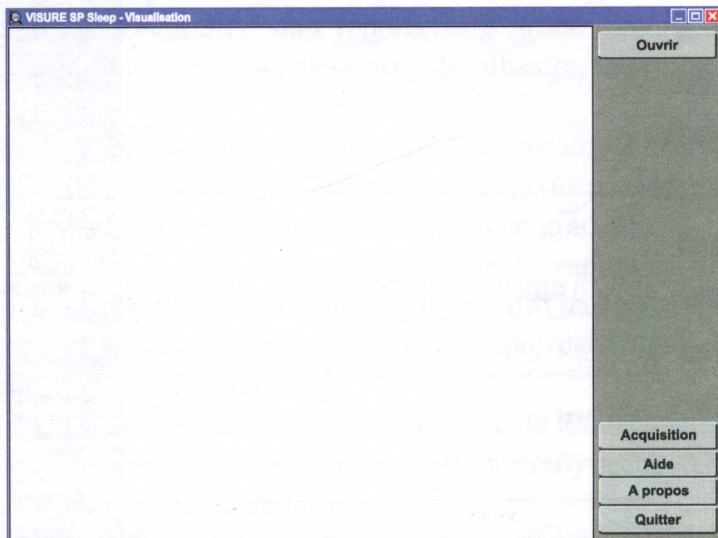 VISURE SP Sleep - Visualisation
Ouvrir
Acquisition
Aide
A propos
Quitter